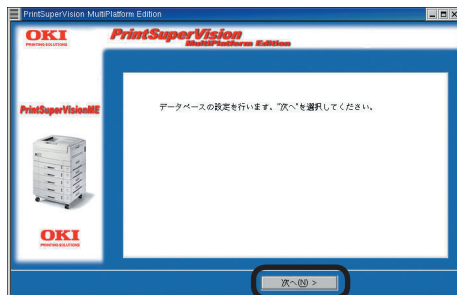 PrintSuperVision MultiPlatform Edition
OKI
PRINTING SOLUTIONS
PrintSuperVision
MultiPlatform Edition
データベースの設定を行います。"次へ"を選択してください。
PrintSuperVisionME
OKI
PRINTING SOLUTIONS
次へ(N) >